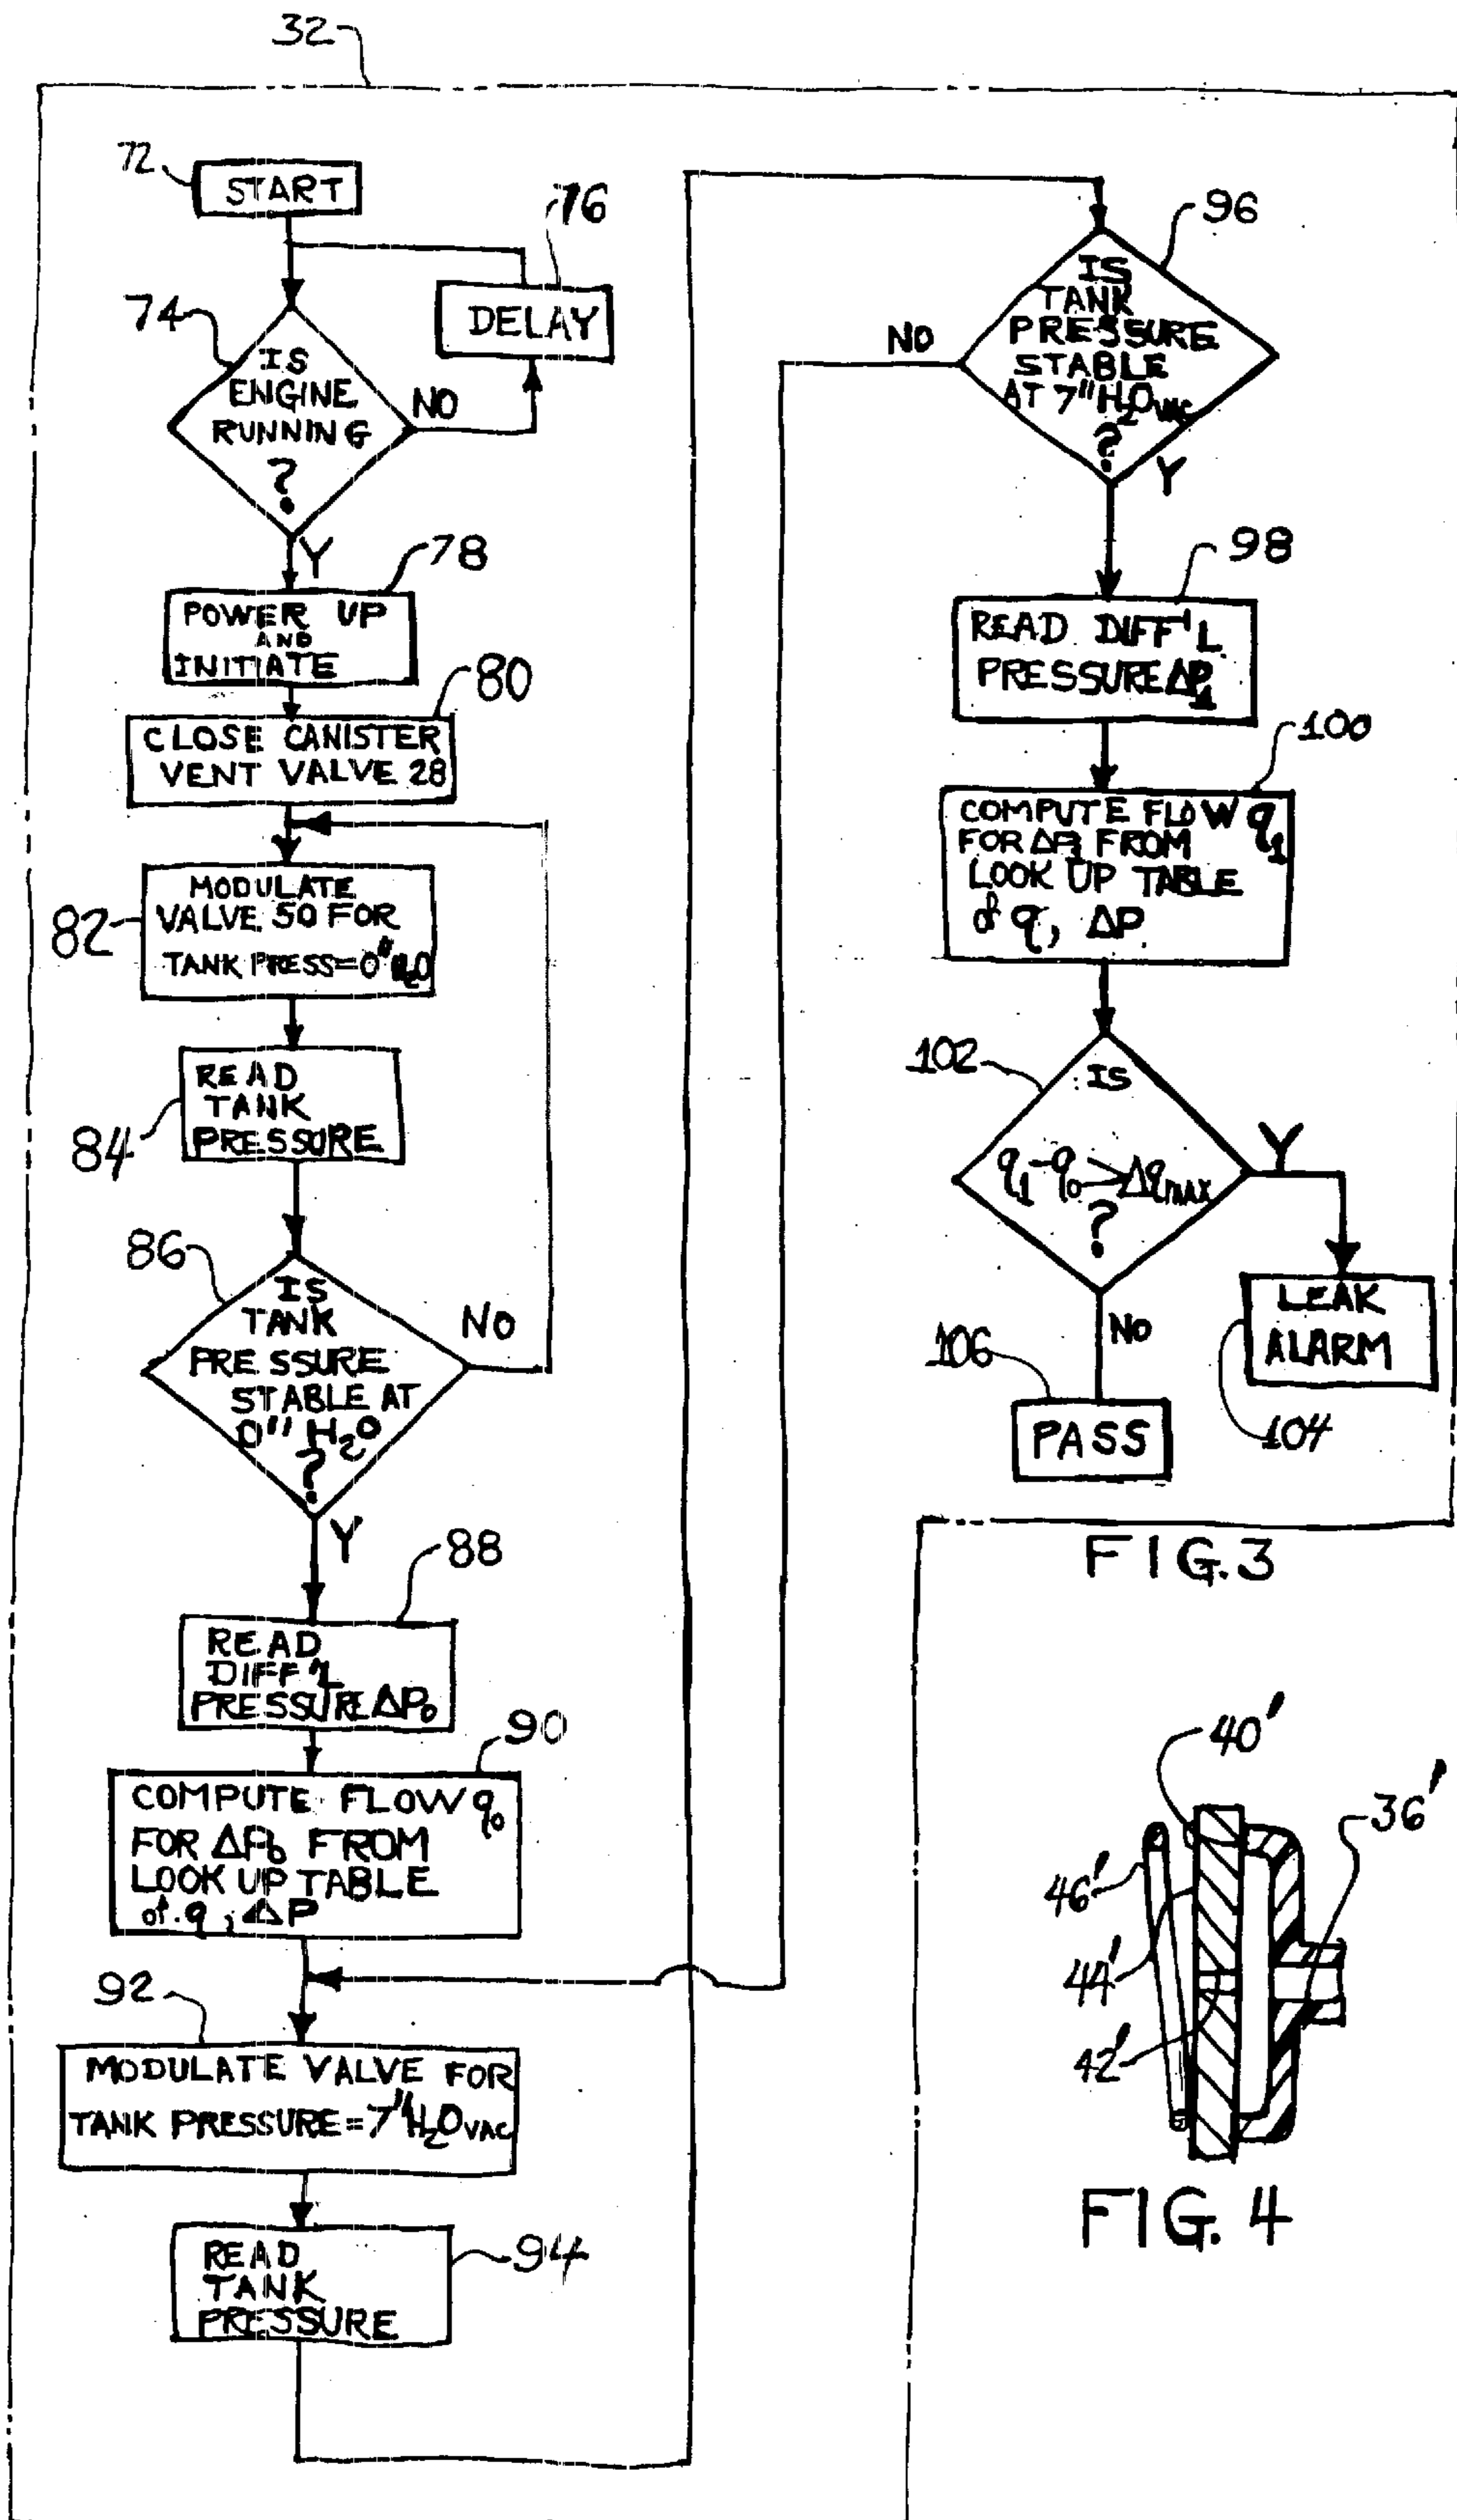 32
72
START
76
DELAY
74
IS
ENGINE
RUNNING
?
NO
Y
78
POWER UP
AND
INITIATE
80
CLOSE CANISTER
VENT VALVE 28
82
MODULATE
VALVE 50 FOR
TANK PRESS=0" H2O
84
READ
TANK
PRESSURE
86
IS
TANK
PRESSURE
STABLE AT
0" H2O
?
NO
Y
88
READ
DIFF'L
PRESSURE ΔP0
90
COMPUTE FLOW q0
FOR ΔP0 FROM
LOOK UP TABLE
of q, ΔP
92
MODULATE VALVE FOR
TANK PRESSURE=7"H2O VAC
94
READ
TANK
PRESSURE
96
IS
TANK
PRESSURE
STABLE
AT 7" H2O VAC
?
NO
Y
98
READ DIFF'L
PRESSURE ΔP1
100
COMPUTE FLOW q1
FOR ΔP1 FROM
LOOK UP TABLE
of q, ΔP
102
IS
q1-q0>Δqmax
?
Y
NO
LEAK
ALARM
104
106
PASS
FIG.3
40'
36'
46'
44'
42'
FIG. 4